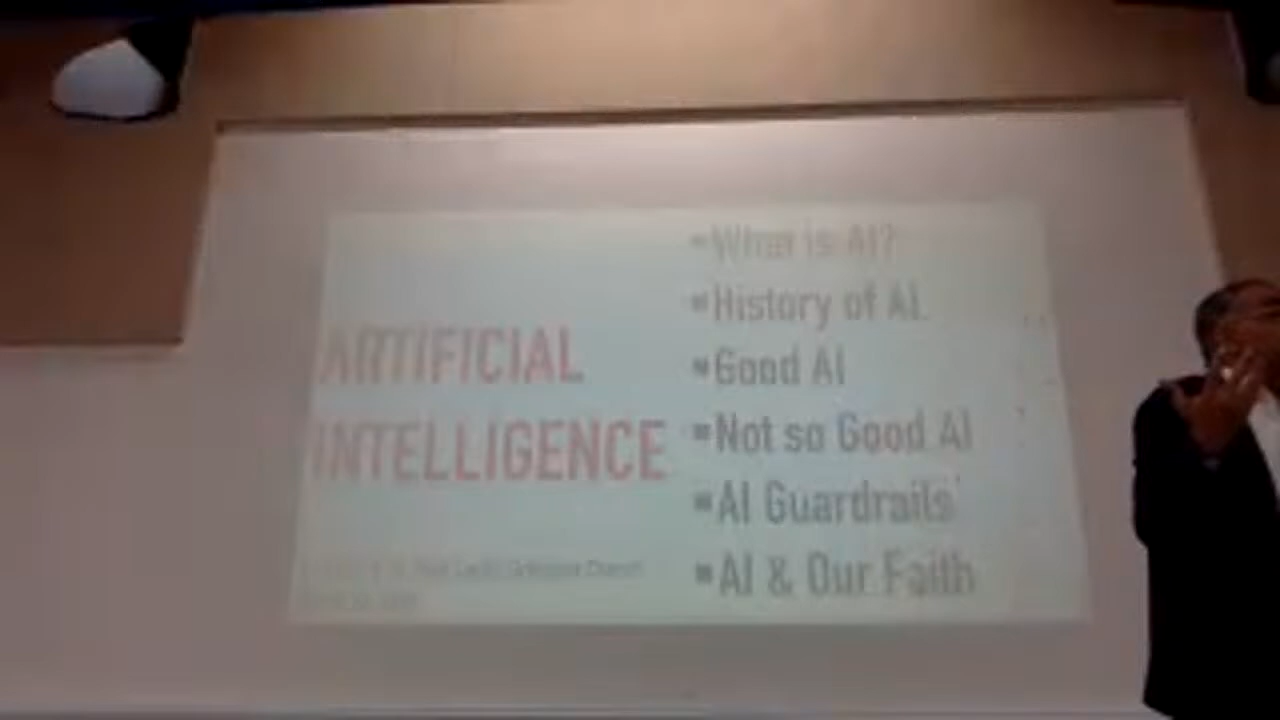 ARTIFICIAL
INTELLIGENCE
▪What is AI?
▪History of AI.
▪Good AI
▪Not so Good AI
▪AI Guardrails
▪AI & Our Faith